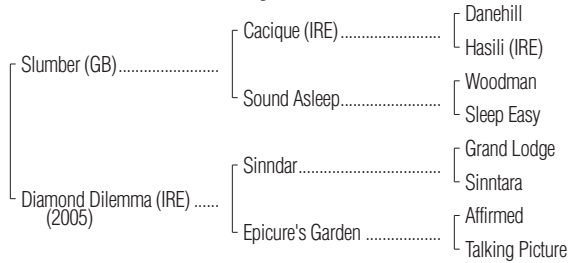 Danehill
Cacique (IRE)........................
Hasili (IRE)
Slumber (GB)........................
Woodman
Sound Asleep........................
Sleep Easy
Grand Lodge
Sinndar..................................
Sinntara
Diamond Dilemma (IRE) ......
(2005)
Affirmed
Epicure's Garden ..................
Talking Picture